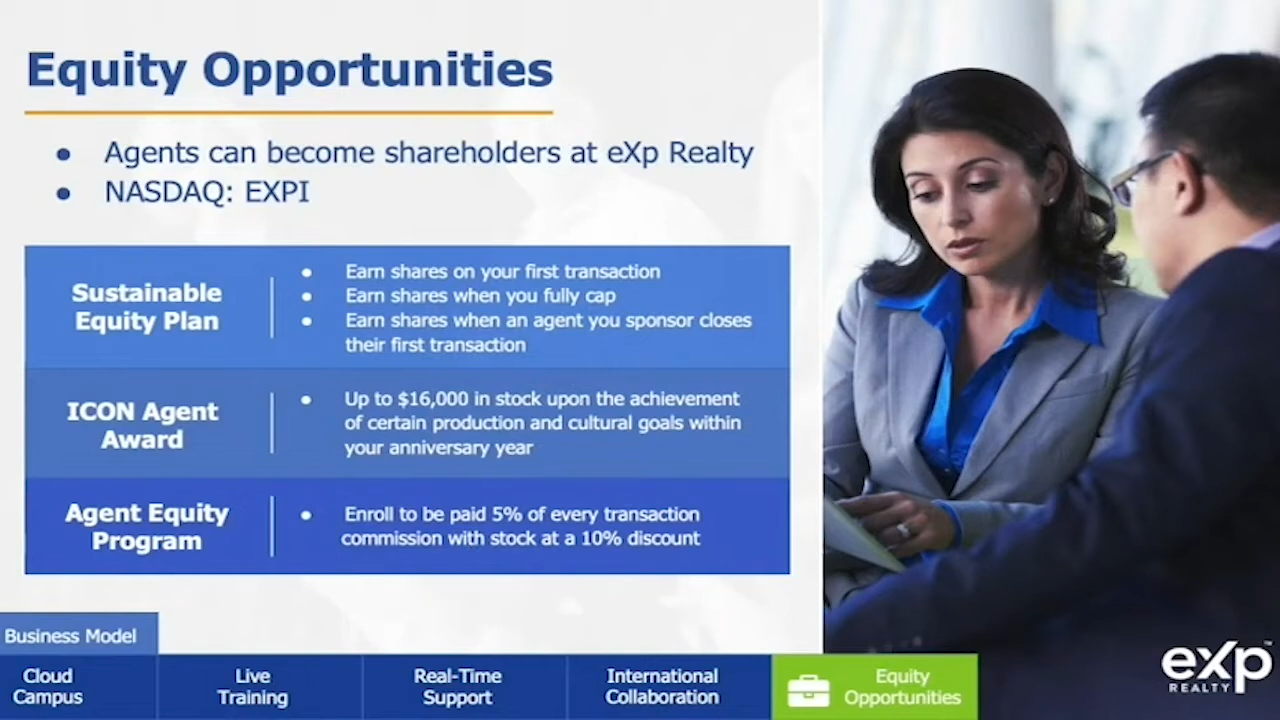 Equity Opportunities
● Agents can become shareholders at eXp Realty
● NASDAQ: EXPI
Sustainable
Equity Plan
● Earn shares on your first transaction
● Earn shares when you fully cap
● Earn shares when an agent you sponsor closes
their first transaction
ICON Agent
Award
● Up to $16,000 in stock upon the achievement
of certain production and cultural goals within
your anniversary year
Agent Equity
Program
● Enroll to be paid 5% of every transaction
commission with stock at a 10% discount
Business Model
Cloud
Campus
Live
Training
Real-Time
Support
International
Collaboration
Equity
Opportunities
eXp™
REALTY